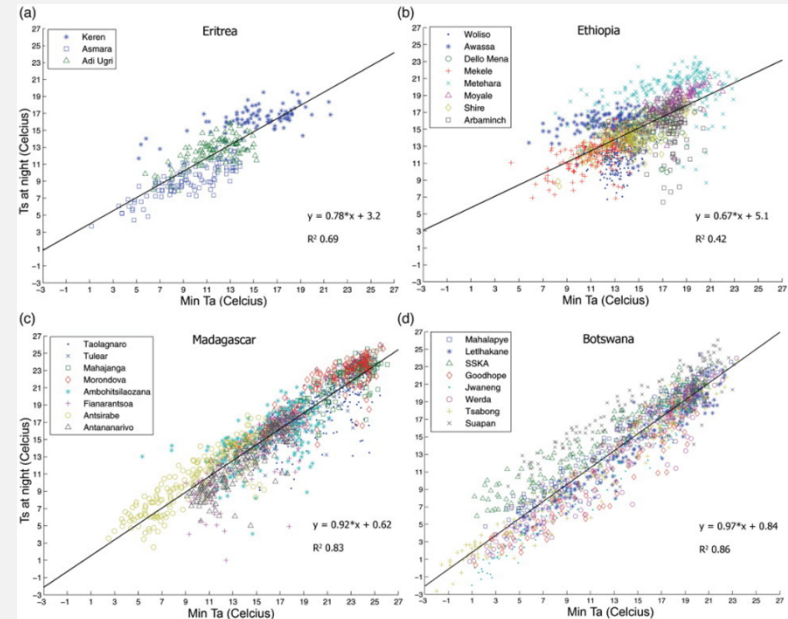 (a)
Eritrea
Keren
Asmara
Adi Ugri
Ts at night (Celcius)
27
25
23
21
19
17
15
13
11
9
7
5
3
1
−1
−3
y = 0.78*x + 3.2
R² 0.69
−3 −1 1 3 5 7 9 11 13 15 17 19 21 23 25 27
Min Ta (Celcius)
(b)
Ethiopia
Woliso
Awassa
Dello Mena
Mekele
Metehara
Moyale
Shire
Arbaminch
27
25
23
21
19
17
15
13
11
9
7
5
3
1
−1
−3
y = 0.67*x + 5.1
R² 0.42
−3 −1 1 3 5 7 9 11 13 15 17 19 21 23 25 27
Min Ta (Celcius)
(c)
Madagascar
Taolagnaro
Tulear
Mahajanga
Morondova
Ambohitsilaozana
Fianarantsoa
Antsirabe
Antananarivo
Ts at night (Celcius)
27
25
23
21
19
17
15
13
11
9
7
5
3
1
−1
−3
y = 0.92*x + 0.62
R² 0.83
−3 −1 1 3 5 7 9 11 13 15 17 19 21 23 25 27
Min Ta (Celcius)
(d)
Botswana
Mahalapye
Letlhakane
SSKA
Goodhope
Jwaneng
Werda
Tsabong
Suapan
27
25
23
21
19
17
15
13
11
9
7
5
3
1
−1
−3
y = 0.97*x + 0.84
R² 0.86
−3 −1 1 3 5 7 9 11 13 15 17 19 21 23 25 27
Min Ta (Celcius)